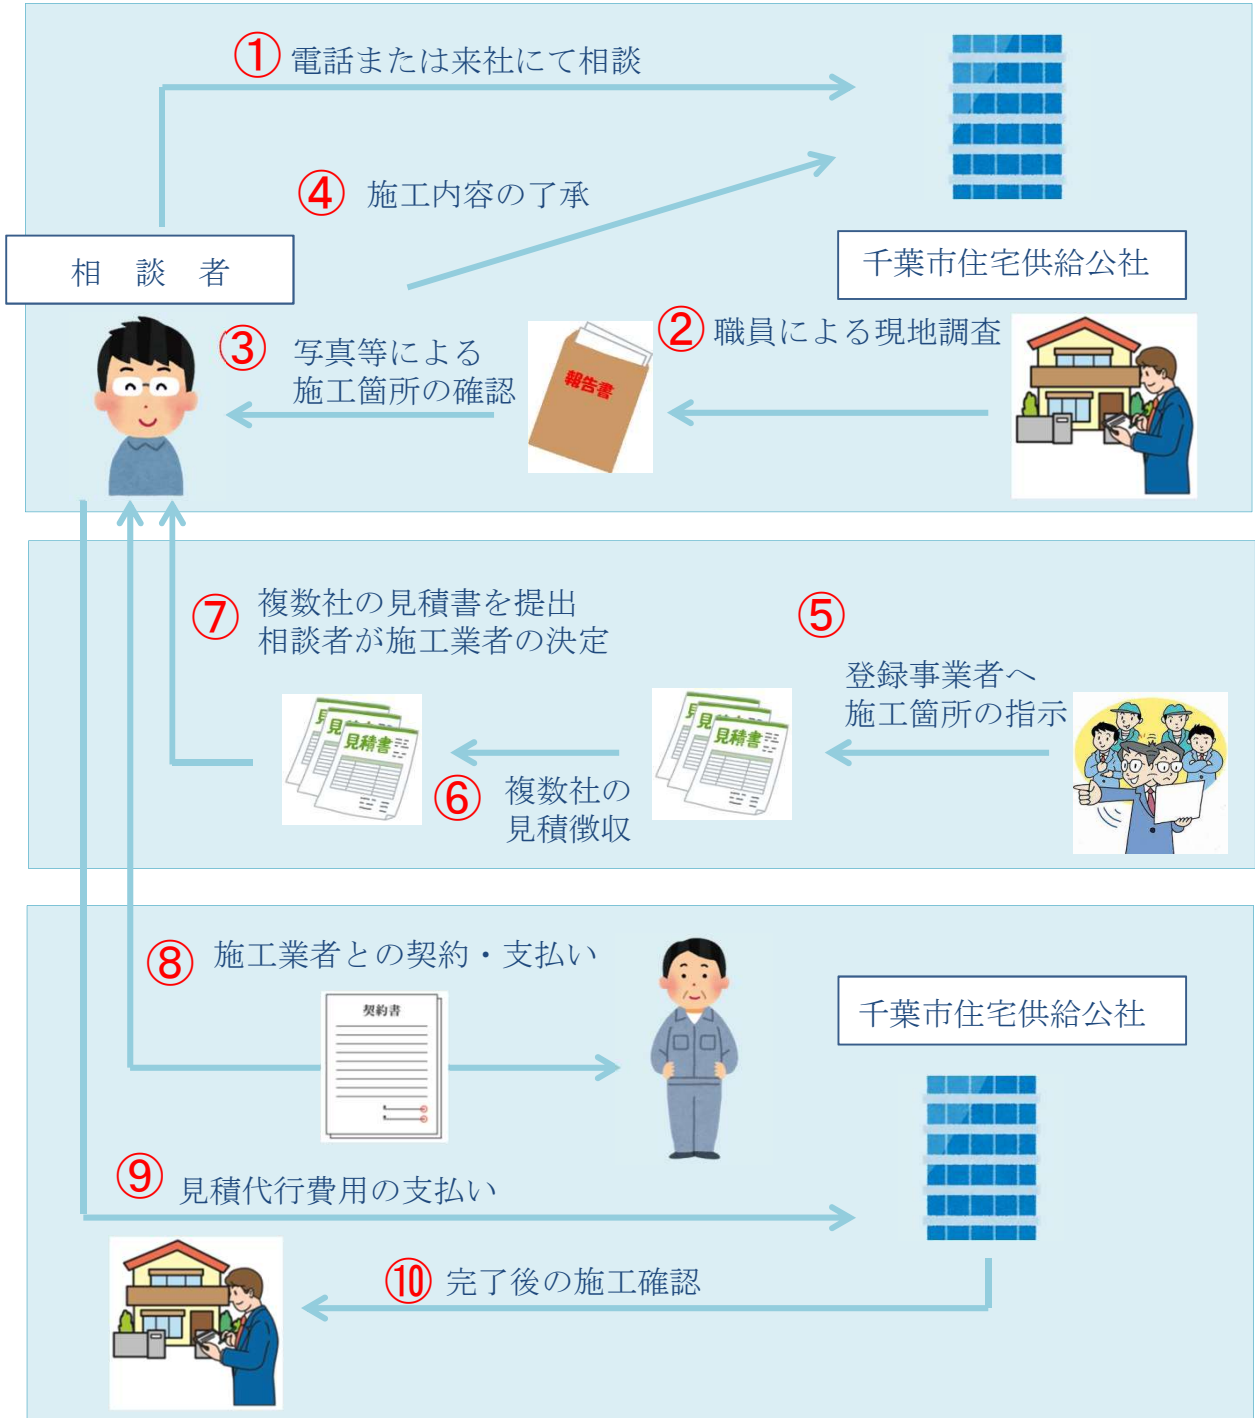 ① 電話または来社にて相談
④ 施工内容の了承
相 談 者
千葉市住宅供給公社
② 職員による現地調査
③ 写真等による
施工箇所の確認
報告書
⑦ 複数社の見積書を提出
相談者が施工業者の決定
⑤
登録事業者へ
施工箇所の指示
見積書
見積書
⑥ 複数社の
見積徴収
⑧ 施工業者との契約・支払い
契約書
千葉市住宅供給公社
⑨ 見積代行費用の支払い
⑩ 完了後の施工確認